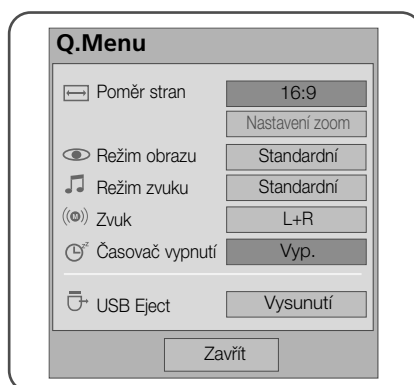 Q.Menu
Poměr stran 16:9
Nastavení zoom
Režim obrazu Standardní
Režim zvuku Standardní
Zvuk L+R
Časovač vypnutí Vyp.
USB Eject Vysunutí
Zavřít